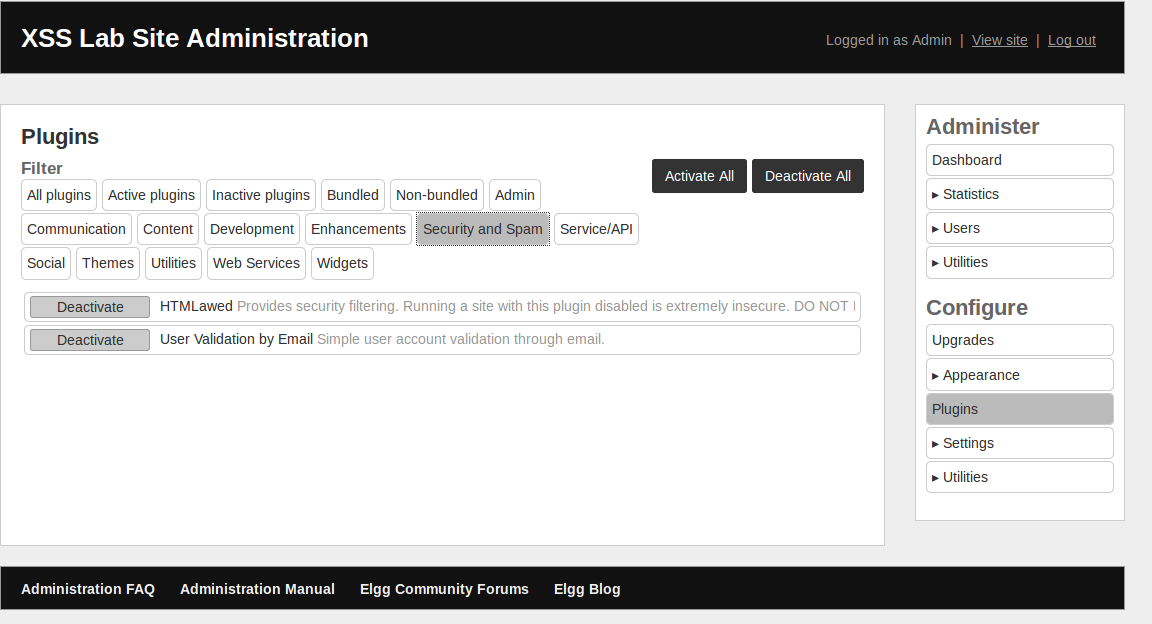 XSS Lab Site Administration
Logged in as Admin | View site | Log out
Plugins
Filter
Activate All Deactivate All
All plugins Active plugins Inactive plugins Bundled Non-bundled Admin
Communication Content Development Enhancements Security and Spam Service/API
Social Themes Utilities Web Services Widgets
Deactivate HTMLawed Provides security filtering. Running a site with this plugin disabled is extremely insecure. DO NOT
Deactivate User Validation by Email Simple user account validation through email.
Administer
Dashboard
▸ Statistics
▸ Users
▸ Utilities
Configure
Upgrades
▸ Appearance
Plugins
▸ Settings
▸ Utilities
Administration FAQ Administration Manual Elgg Community Forums Elgg Blog